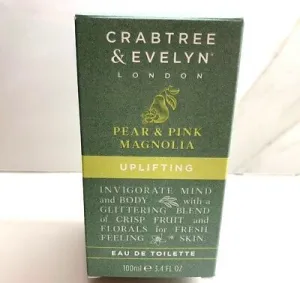 CRABTREE
& EVELYN®
LONDON
PEAR & PINK
MAGNOLIA
UPLIFTING
INVIGORATE MIND
AND BODY WITH A
GLITTERING BLEND
OF CRISP FRUIT AND
FLORALS FOR FRESH
FEELING SKIN.
EAU DE TOILETTE
100ml ℮ 3.4 FL.OZ